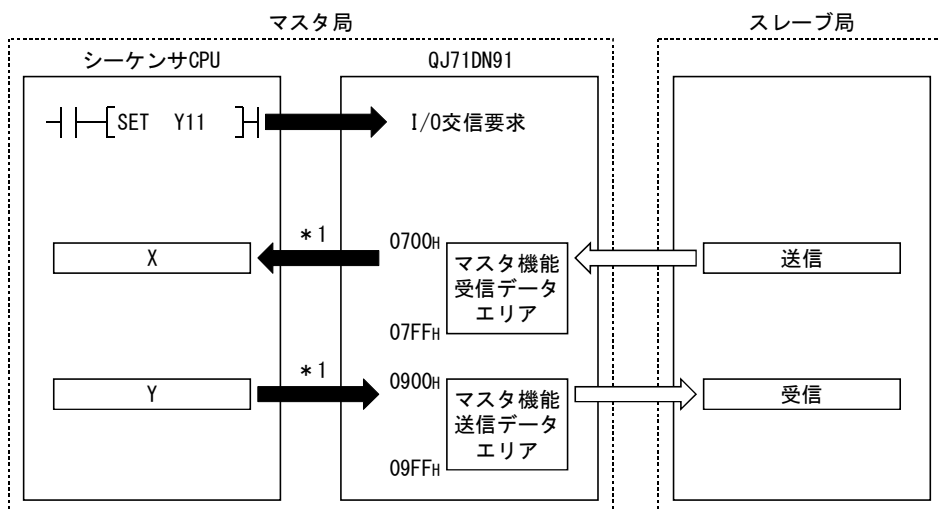 マスタ局
スレーブ局
シーケンサCPU
QJ71DN91
SET Y11
I/O交信要求
*1
0700H
X
マスタ機能
受信データ
エリア
送信
07FFH
*1
0900H
Y
マスタ機能
送信データ
エリア
受信
09FFH